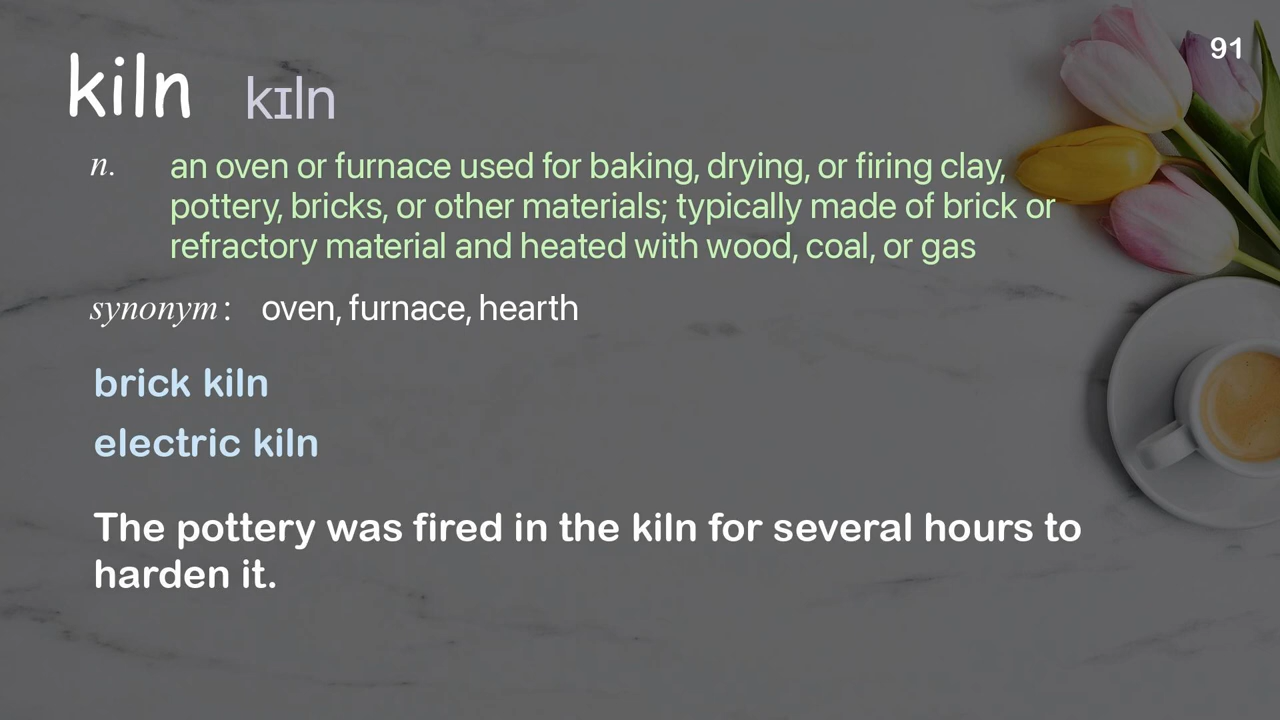 91
kiln kɪln
n. an oven or furnace used for baking, drying, or firing clay,
pottery, bricks, or other materials; typically made of brick or
refractory material and heated with wood, coal, or gas
synonym: oven, furnace, hearth
brick kiln
electric kiln
The pottery was fired in the kiln for several hours to
harden it.